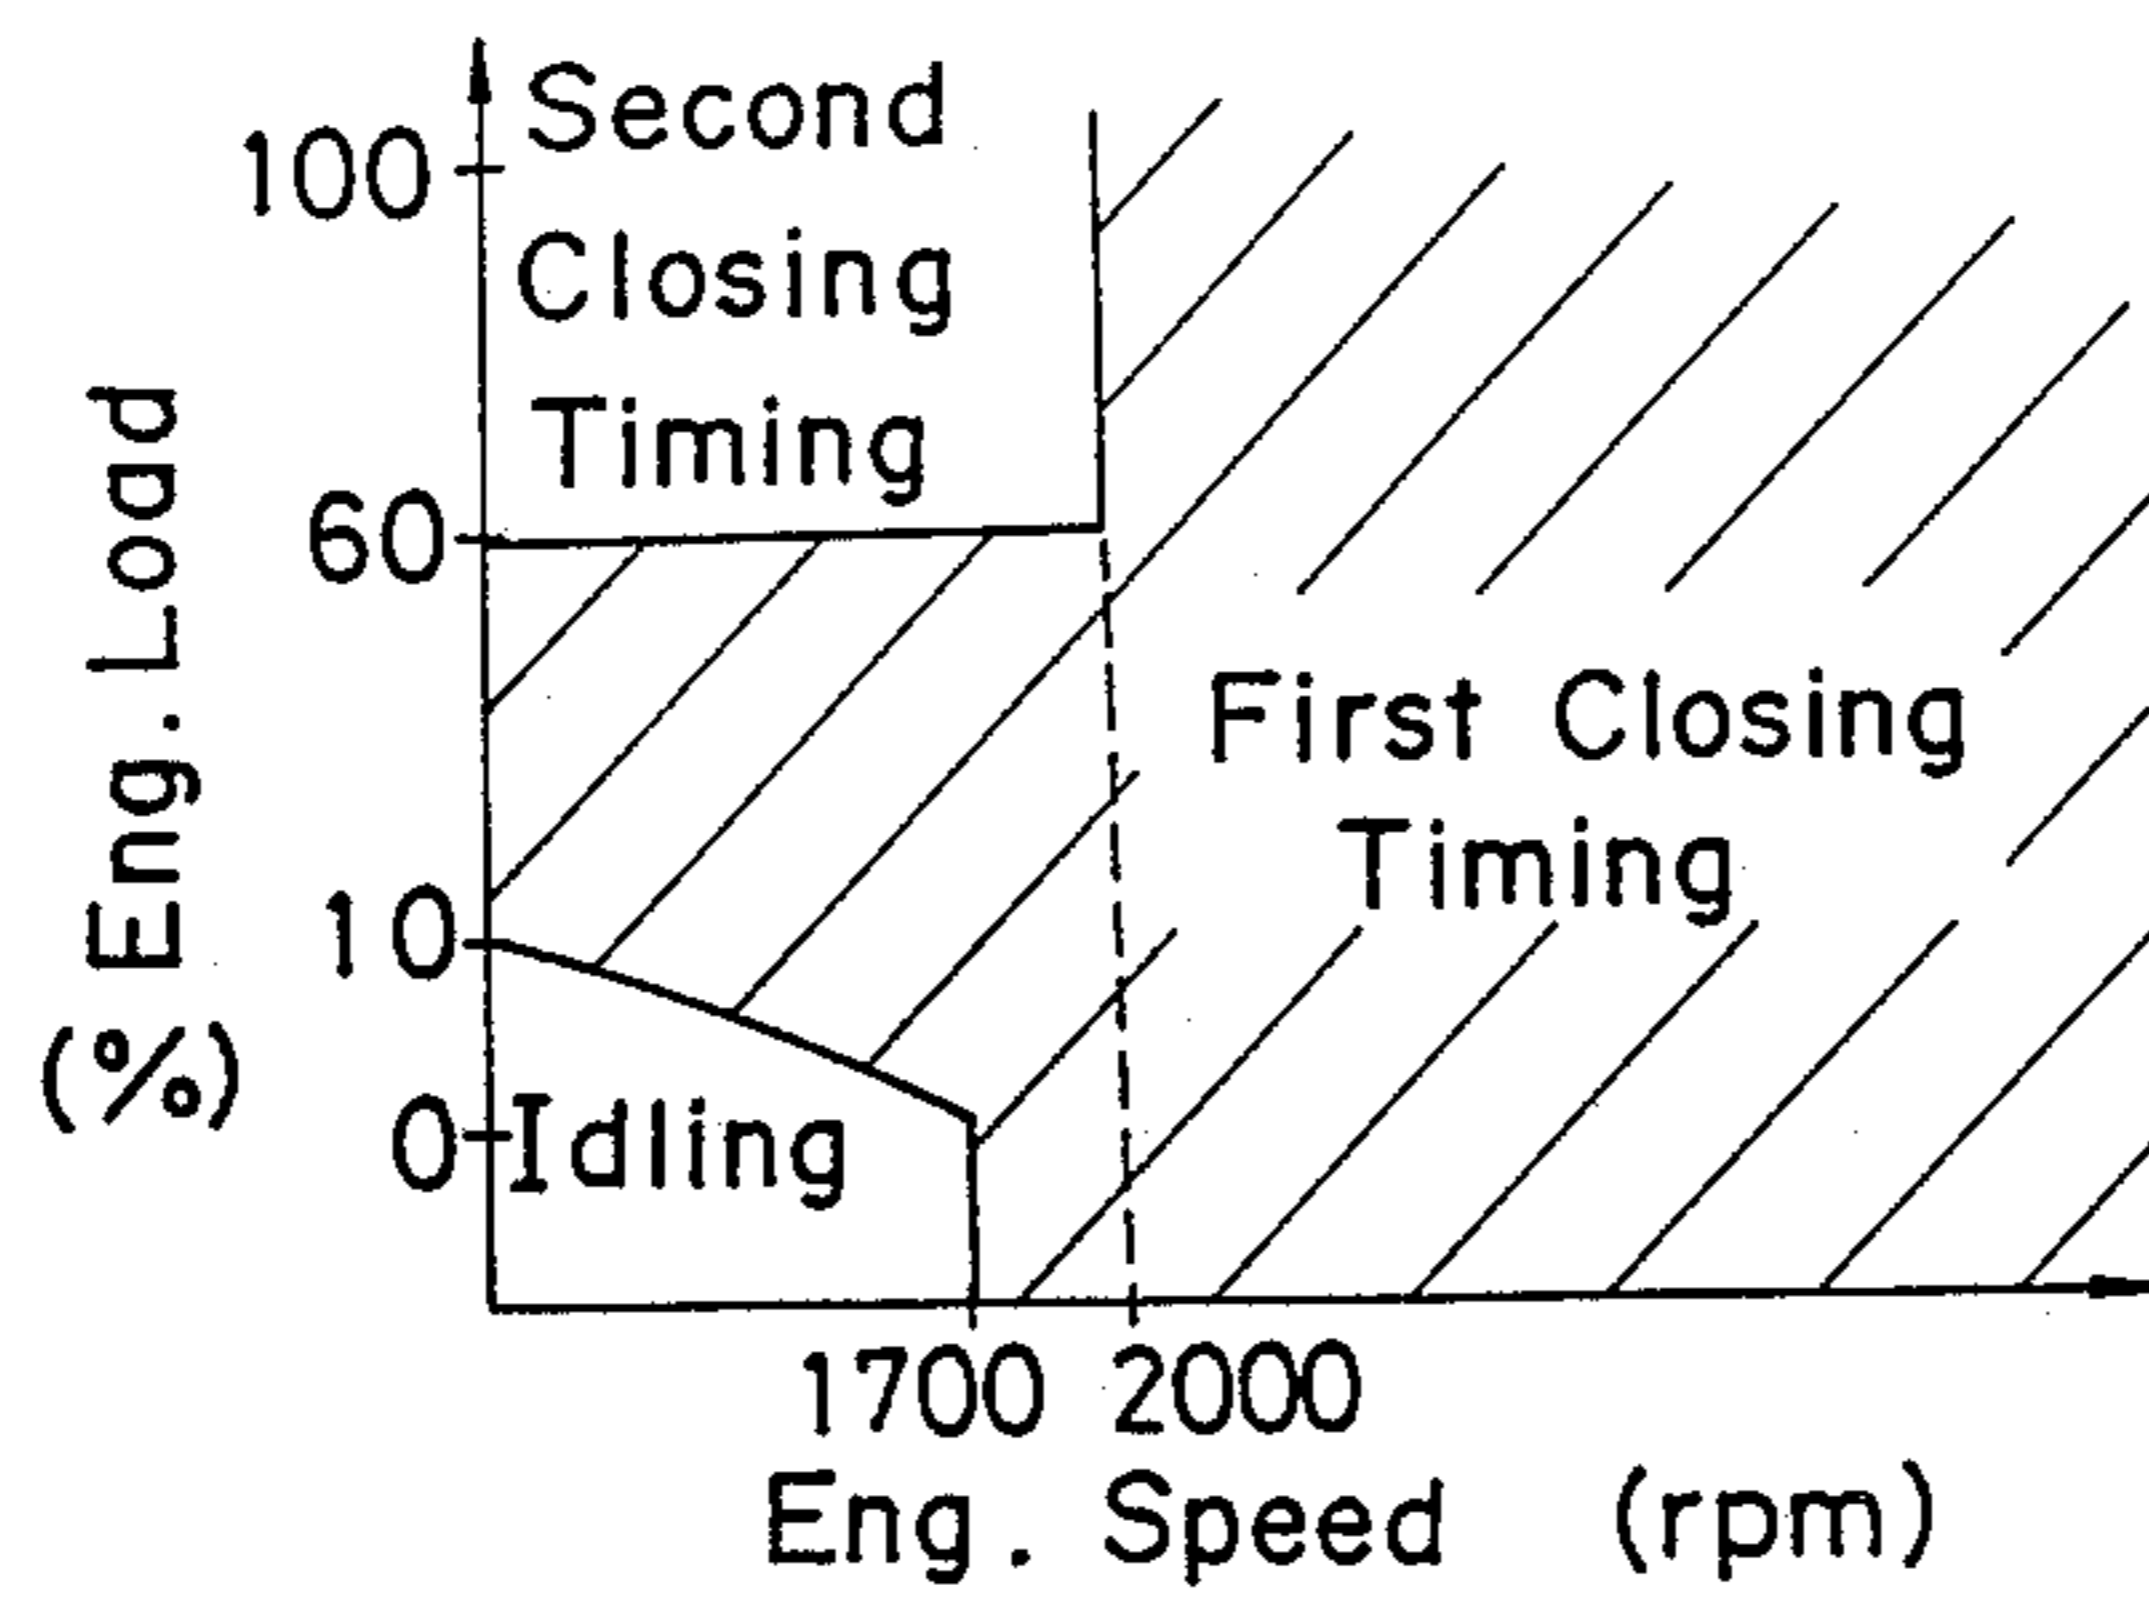 Second
Closing
Timing
100
60
10
0
Eng. Load
(%)
First Closing
Timing
Idling
1700 2000
Eng. Speed (rpm)